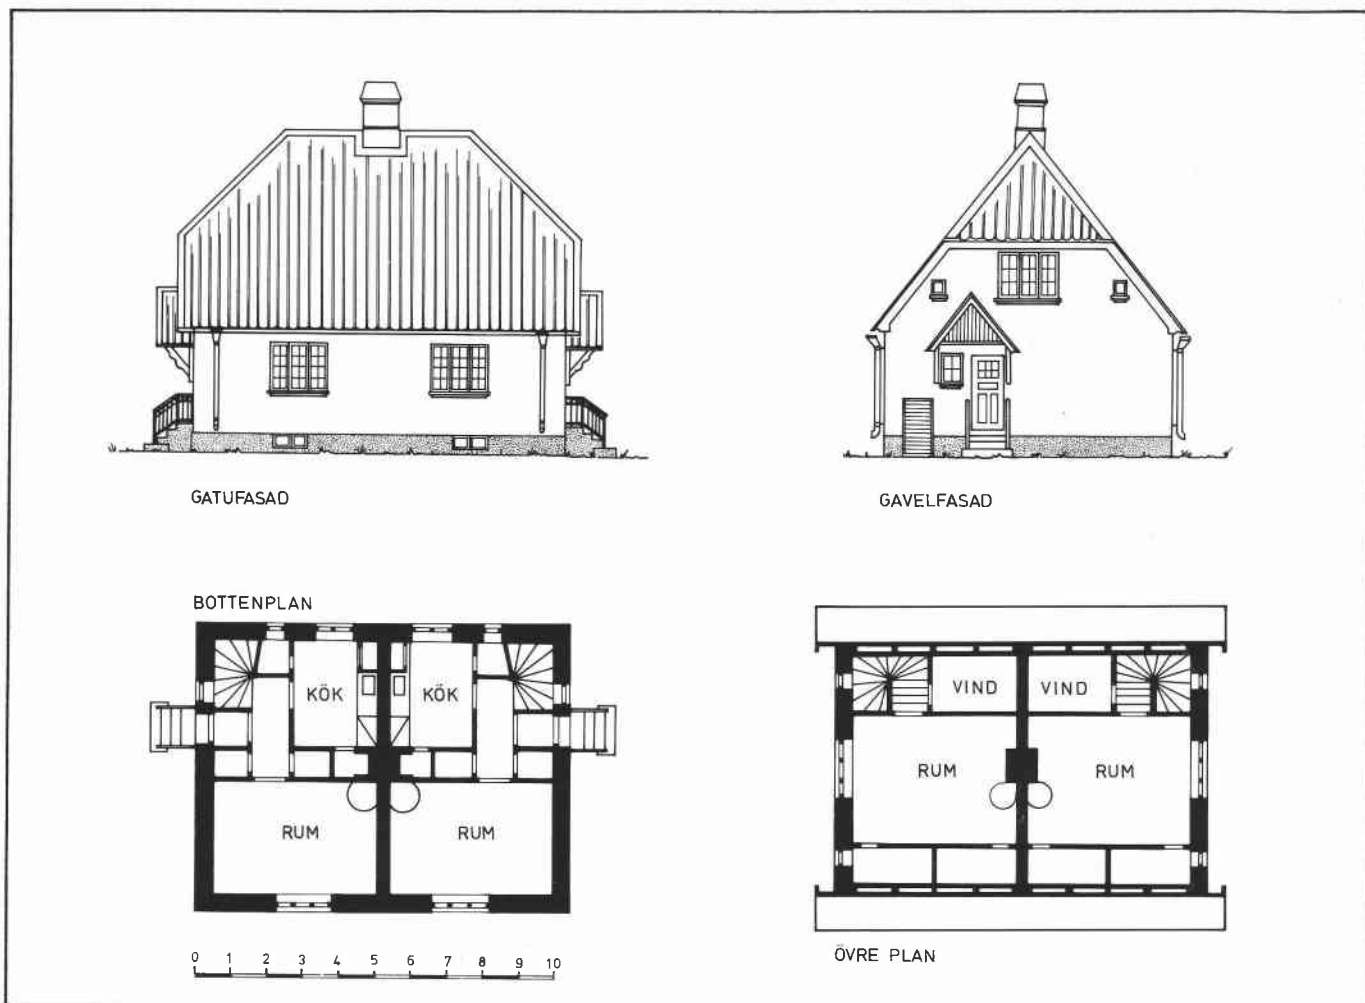 GATUFASAD
GAVELFASAD
BOTTENPLAN
KÖK
KÖK
RUM
RUM
0 1 2 3 4 5 6 7 8 9 10
VIND
VIND
RUM
RUM
ÖVRE PLAN